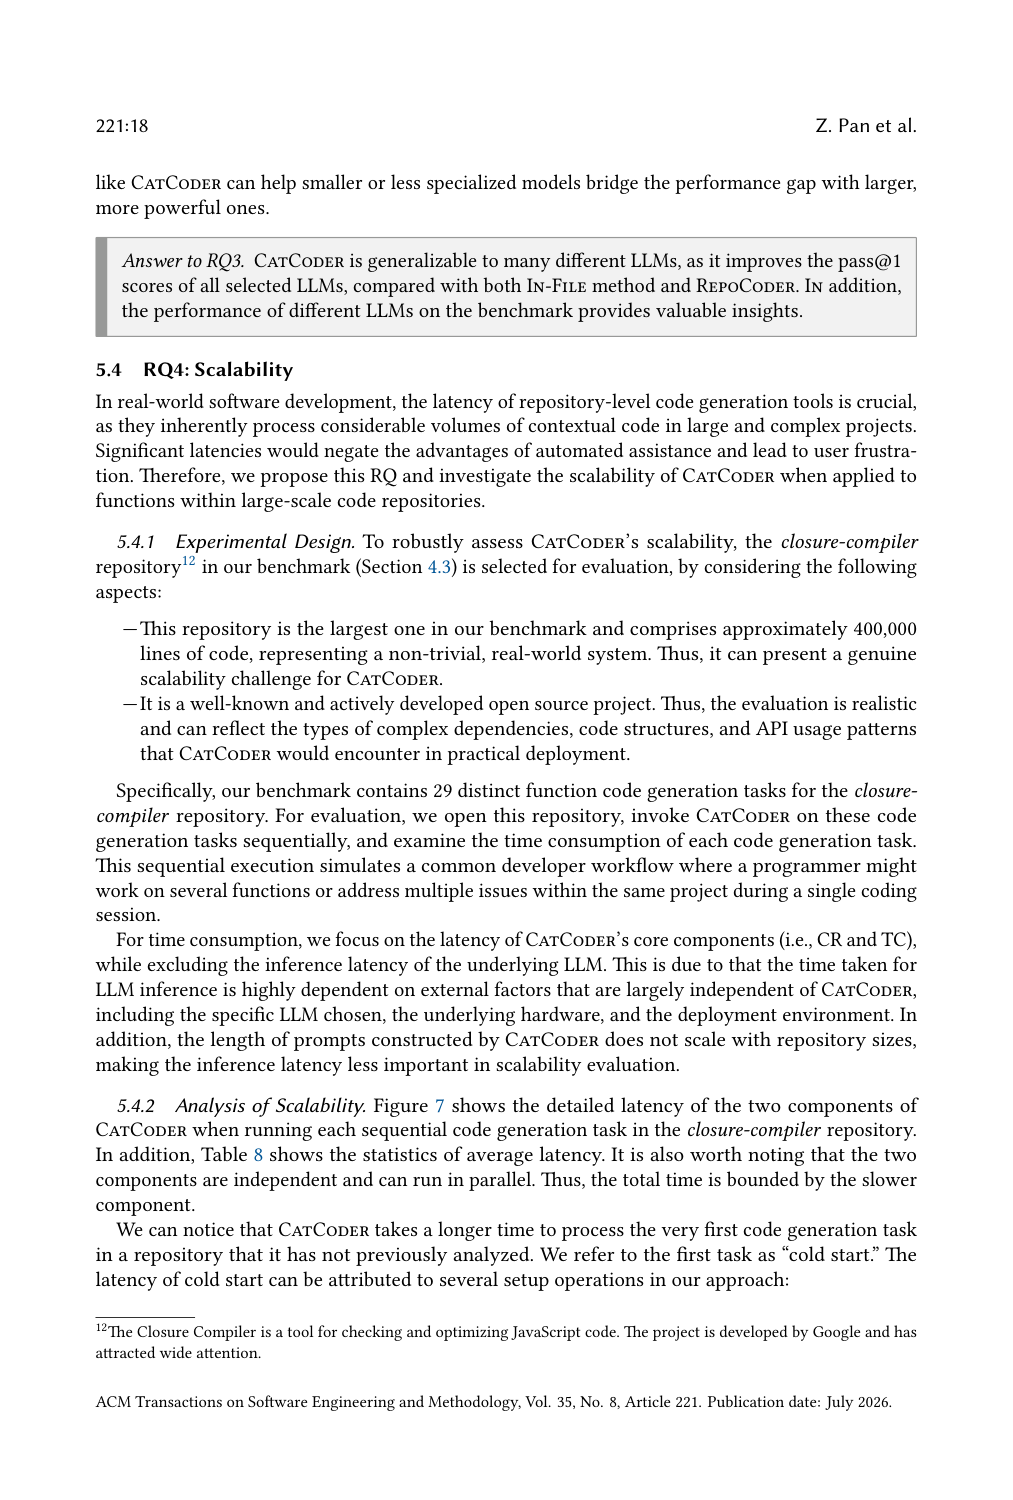 221:18
Z. Pan et al.
like CATCODER can help smaller or less specialized models bridge the performance gap with larger,
more powerful ones.
Answer to RQ3. CATCODER is generalizable to many different LLMs, as it improves the pass@1
scores of all selected LLMs, compared with both IN-FILE method and REPOCODER. IN addition,
the performance of different LLMs on the benchmark provides valuable insights.
5.4 RQ4: Scalability
In real-world software development, the latency of repository-level code generation tools is crucial,
as they inherently process considerable volumes of contextual code in large and complex projects.
Significant latencies would negate the advantages of automated assistance and lead to user frustra-
tion. Therefore, we propose this RQ and investigate the scalability of CATCODER when applied to
functions within large-scale code repositories.
5.4.1 Experimental Design. To robustly assess CATCODER's scalability, the closure-compiler
repository12 in our benchmark (Section 4.3) is selected for evaluation, by considering the following
aspects:
—This repository is the largest one in our benchmark and comprises approximately 400,000
lines of code, representing a non-trivial, real-world system. Thus, it can present a genuine
scalability challenge for CATCODER.
—It is a well-known and actively developed open source project. Thus, the evaluation is realistic
and can reflect the types of complex dependencies, code structures, and API usage patterns
that CATCODER would encounter in practical deployment.
Specifically, our benchmark contains 29 distinct function code generation tasks for the closure-
compiler repository. For evaluation, we open this repository, invoke CATCODER on these code
generation tasks sequentially, and examine the time consumption of each code generation task.
This sequential execution simulates a common developer workflow where a programmer might
work on several functions or address multiple issues within the same project during a single coding
session.
For time consumption, we focus on the latency of CATCODER's core components (i.e., CR and TC),
while excluding the inference latency of the underlying LLM. This is due to that the time taken for
LLM inference is highly dependent on external factors that are largely independent of CATCODER,
including the specific LLM chosen, the underlying hardware, and the deployment environment. In
addition, the length of prompts constructed by CATCODER does not scale with repository sizes,
making the inference latency less important in scalability evaluation.
5.4.2 Analysis of Scalability. Figure 7 shows the detailed latency of the two components of
CATCODER when running each sequential code generation task in the closure-compiler repository.
In addition, Table 8 shows the statistics of average latency. It is also worth noting that the two
components are independent and can run in parallel. Thus, the total time is bounded by the slower
component.
We can notice that CATCODER takes a longer time to process the very first code generation task
in a repository that it has not previously analyzed. We refer to the first task as “cold start.” The
latency of cold start can be attributed to several setup operations in our approach:
12The Closure Compiler is a tool for checking and optimizing JavaScript code. The project is developed by Google and has
attracted wide attention.
ACM Transactions on Software Engineering and Methodology, Vol. 35, No. 8, Article 221. Publication date: July 2026.